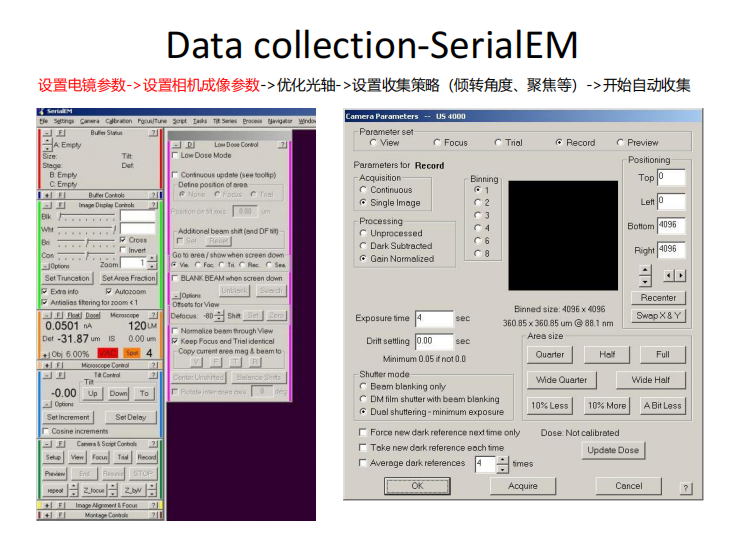 Data collection-SerialEM
设置电镜参数->设置相机成像参数->优化光轴->设置收集策略（倾转角度、聚焦等）->开始自动收集
SerialEM
File Settings Camera Calibration Focus/Tune Script Tasks Tilt Series Process Navigator Window
- F Buffer Status ?
A: Empty
Size: Tilt:
Stage: Def:
B: Empty
C: Empty
+ F Buffer Controls ?
- F Image Display Controls ?
Blk
Wht
Bri Cross
Invert
Con Zoom 1
- Options
Set Truncation Set Area Fraction
Extra info Autozoom
Antialias filtering for zoom < 1
- F Float Dose Microscope ?
0.0501 nA 120 LM
Def -31.87 um IS 0.00 um
+ Obj 6.00% VAC Spot 4
+ F Microscope Control ?
- F Tilt Control ?
Tilt
-0.00 Up Down To
- Options
Set Increment Set Delay
Cosine increments
- F Camera & Script Controls ?
Setup View Focus Trial Record
Preview End Resume STOP
repeat Z_focus Z_byV
+ F Image Alignment & Focus ?
+ F Montage Controls ?
- D Low Dose Control ?
Low Dose Mode
Continuous update (see tooltip)
Define position of area
None Focus Trial
Position on tilt axis: 0.00 um
Additional beam shift (and DF tilt)
Set Reset
Go to area / show when screen down
Vie. Foc. Tri. Rec. Sea.
BLANK BEAM when screen down
- Options Unblank Search
Offsets for View
Defocus: -80 Shift: Set Zero
Normalize beam through View
Keep Focus and Trial identical
Copy current area mag & beam to
V F T R
Center Unshifted Balance Shifts
Rotate inter-area axis 0 deg
Camera Parameters -- US 4000
Parameter set
View Focus Trial Record Preview
Parameters for Record
Acquisition
Continuous
Single Image
Processing
Unprocessed
Dark Subtracted
Gain Normalized
Binning
1
2
3
4
6
8
Positioning
Top 0
Left 0
Bottom 4096
Right 4096
Recenter
Swap X & Y
Exposure time 4 sec
Drift settling 0.00 sec
Minimum 0.05 if not 0.0
Binned size: 4096 x 4096
360.85 x 360.85 um @ 88.1 nm
Shutter mode
Beam blanking only
DM film shutter with beam blanking
Dual shuttering - minimum exposure
Area size
Quarter Half Full
Wide Quarter Wide Half
10% Less 10% More A Bit Less
Force new dark reference next time only
Take new dark reference each time
Average dark references 4 times
Dose: Not calibrated
Update Dose
OK Acquire Cancel ?